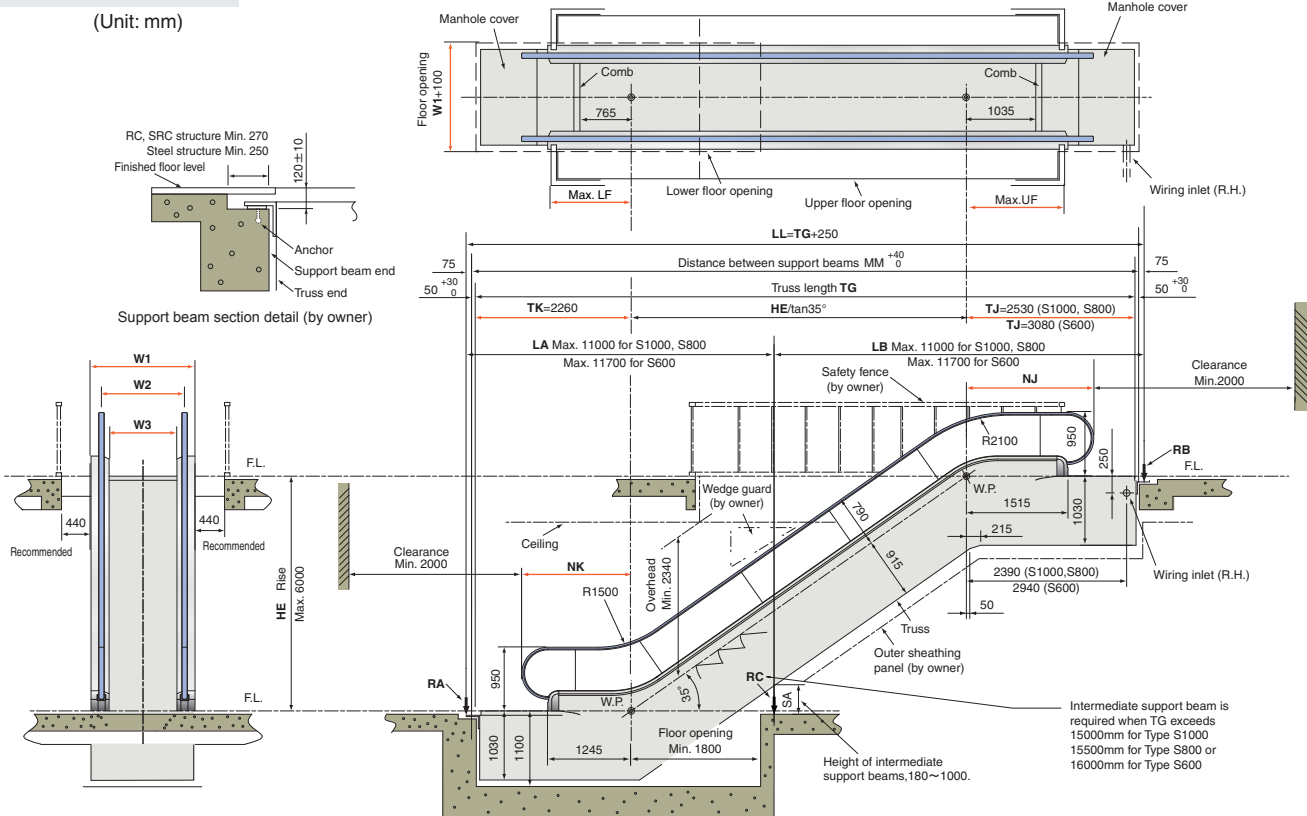 (Unit: mm)
Manhole cover
Manhole cover
Floor opening
W1+100
Comb
Comb
765
1035
Lower floor opening
Upper floor opening
Wiring inlet (R.H.)
Max. LF
Max.UF
RC, SRC structure Min. 270
Steel structure Min. 250
Finished floor level
120±10
Anchor
Support beam end
Truss end
Support beam section detail (by owner)
LL=TG+250
75
Distance between support beams MM +40 0
75
50 +30 0
Truss length TG
50 +30 0
TK=2260
HE/tan35°
TJ=2530 (S1000, S800)
TJ=3080 (S600)
LA Max. 11000 for S1000, S800
Max. 11700 for S600
LB Max. 11000 for S1000, S800
Max. 11700 for S600
W1
W2
W3
F.L.
440
440
Recommended
Recommended
HE Rise
Max. 6000
F.L.
Safety fence
(by owner)
NJ
Clearance
Min.2000
R2100
950
250
RB
F.L.
W.P.
Wedge guard
(by owner)
790
915
1515
1030
215
Ceiling
Clearance
Min. 2000
NK
Overhead
Min. 2340
2390 (S1000,S800)
2940 (S600)
Wiring inlet (R.H.)
50
R1500
Truss
Outer sheathing
panel (by owner)
950
RA
W.P.
35°
RC
SA
1030
1100
1245
Floor opening
Min. 1800
Height of intermediate
support beams,180～1000.
Intermediate support beam is
required when TG exceeds
15000mm for Type S1000
15500mm for Type S800 or
16000mm for Type S600